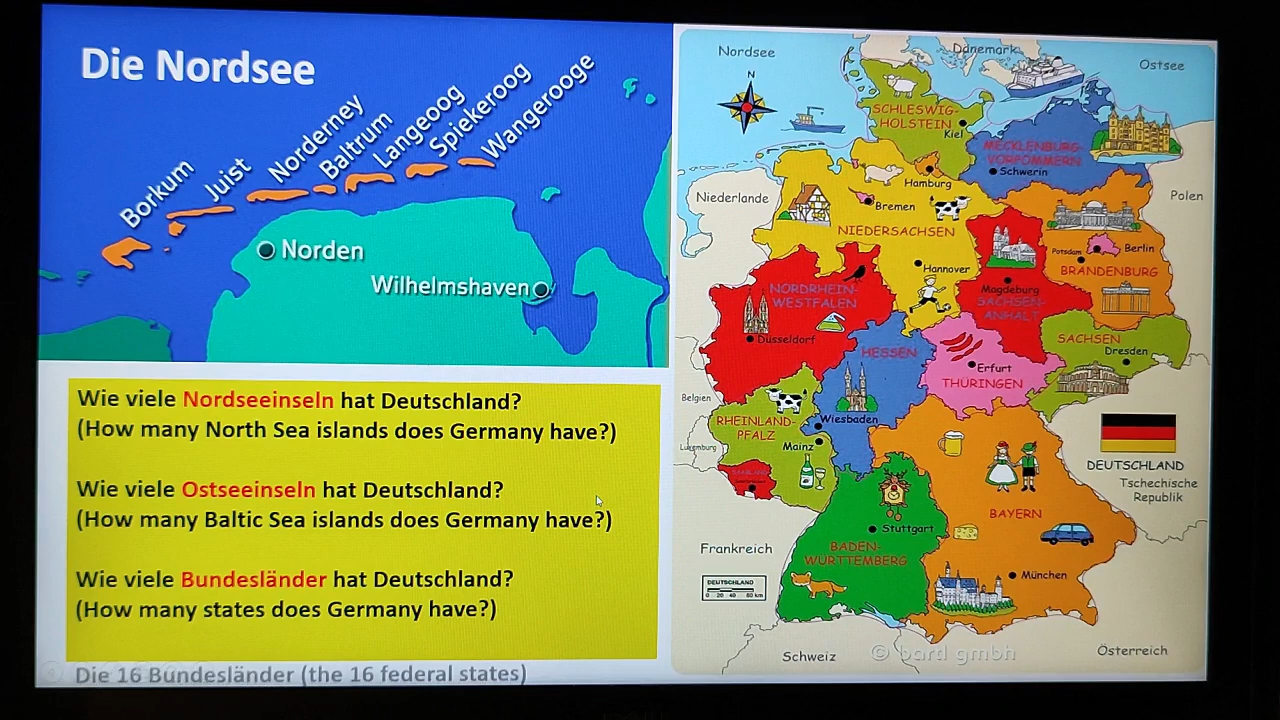 Die Nordsee
Borkum
Juist
Norderney
Baltrum
Langeoog
Spiekeroog
Wangerooge
Norden
Wilhelmshaven
Wie viele Nordseeinseln hat Deutschland?
(How many North Sea islands does Germany have?)
Wie viele Ostseeinseln hat Deutschland?
(How many Baltic Sea islands does Germany have?)
Wie viele Bundesländer hat Deutschland?
(How many states does Germany have?)
Die 16 Bundesländer (the 16 federal states)
Nordsee
Dänemark
Ostsee
N
SCHLESWIG-
HOLSTEIN
Kiel
MECKLENBURG-
VORPOMMERN
Schwerin
Hamburg
Niederlande
Bremen
Polen
NIEDERSACHSEN
Potsdam
Berlin
BRANDENBURG
Hannover
Magdeburg
SACHSEN-
ANHALT
NORDRHEIN-
WESTFALEN
Düsseldorf
SACHSEN
Dresden
HESSEN
Erfurt
THÜRINGEN
Belgien
RHEINLAND-
PFALZ
Wiesbaden
Mainz
Luxemburg
DEUTSCHLAND
Tschechische
Republik
BAYERN
Stuttgart
BADEN-
WÜRTTEMBERG
Frankreich
DEUTSCHLAND
0 20 40 80 km
München
Schweiz
© bard gmbh
Österreich